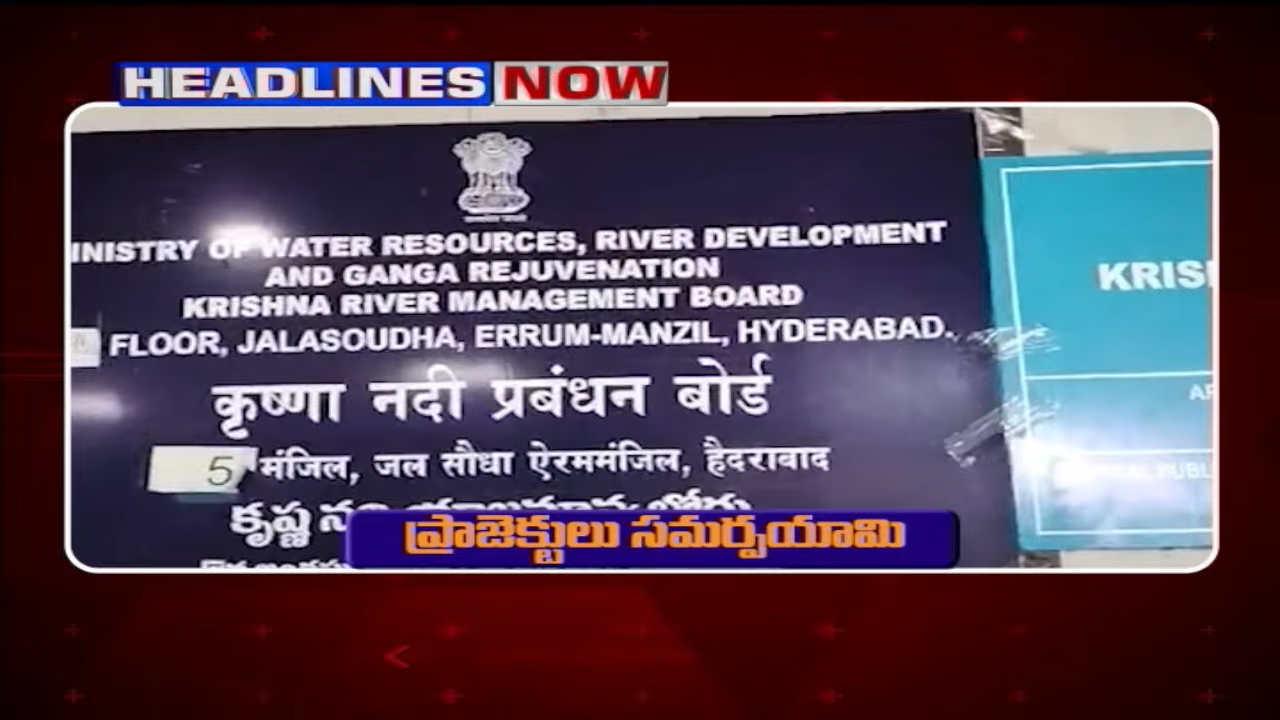 HEADLINES NOW
INISTRY OF WATER RESOURCES, RIVER DEVELOPMENT
AND GANGA REJUVENATION
KRISHNA RIVER MANAGEMENT BOARD
FLOOR, JALASOUDHA, ERRUM-MANZIL, HYDERABAD.
कृष्णा नदी प्रबंधन बोर्ड
5 मंजिल, जल सौधा ऐरममंजिल, हैदराबाद
కృష్ణ
ప్రాజెక్టులు సమర్పయామి
KRIS